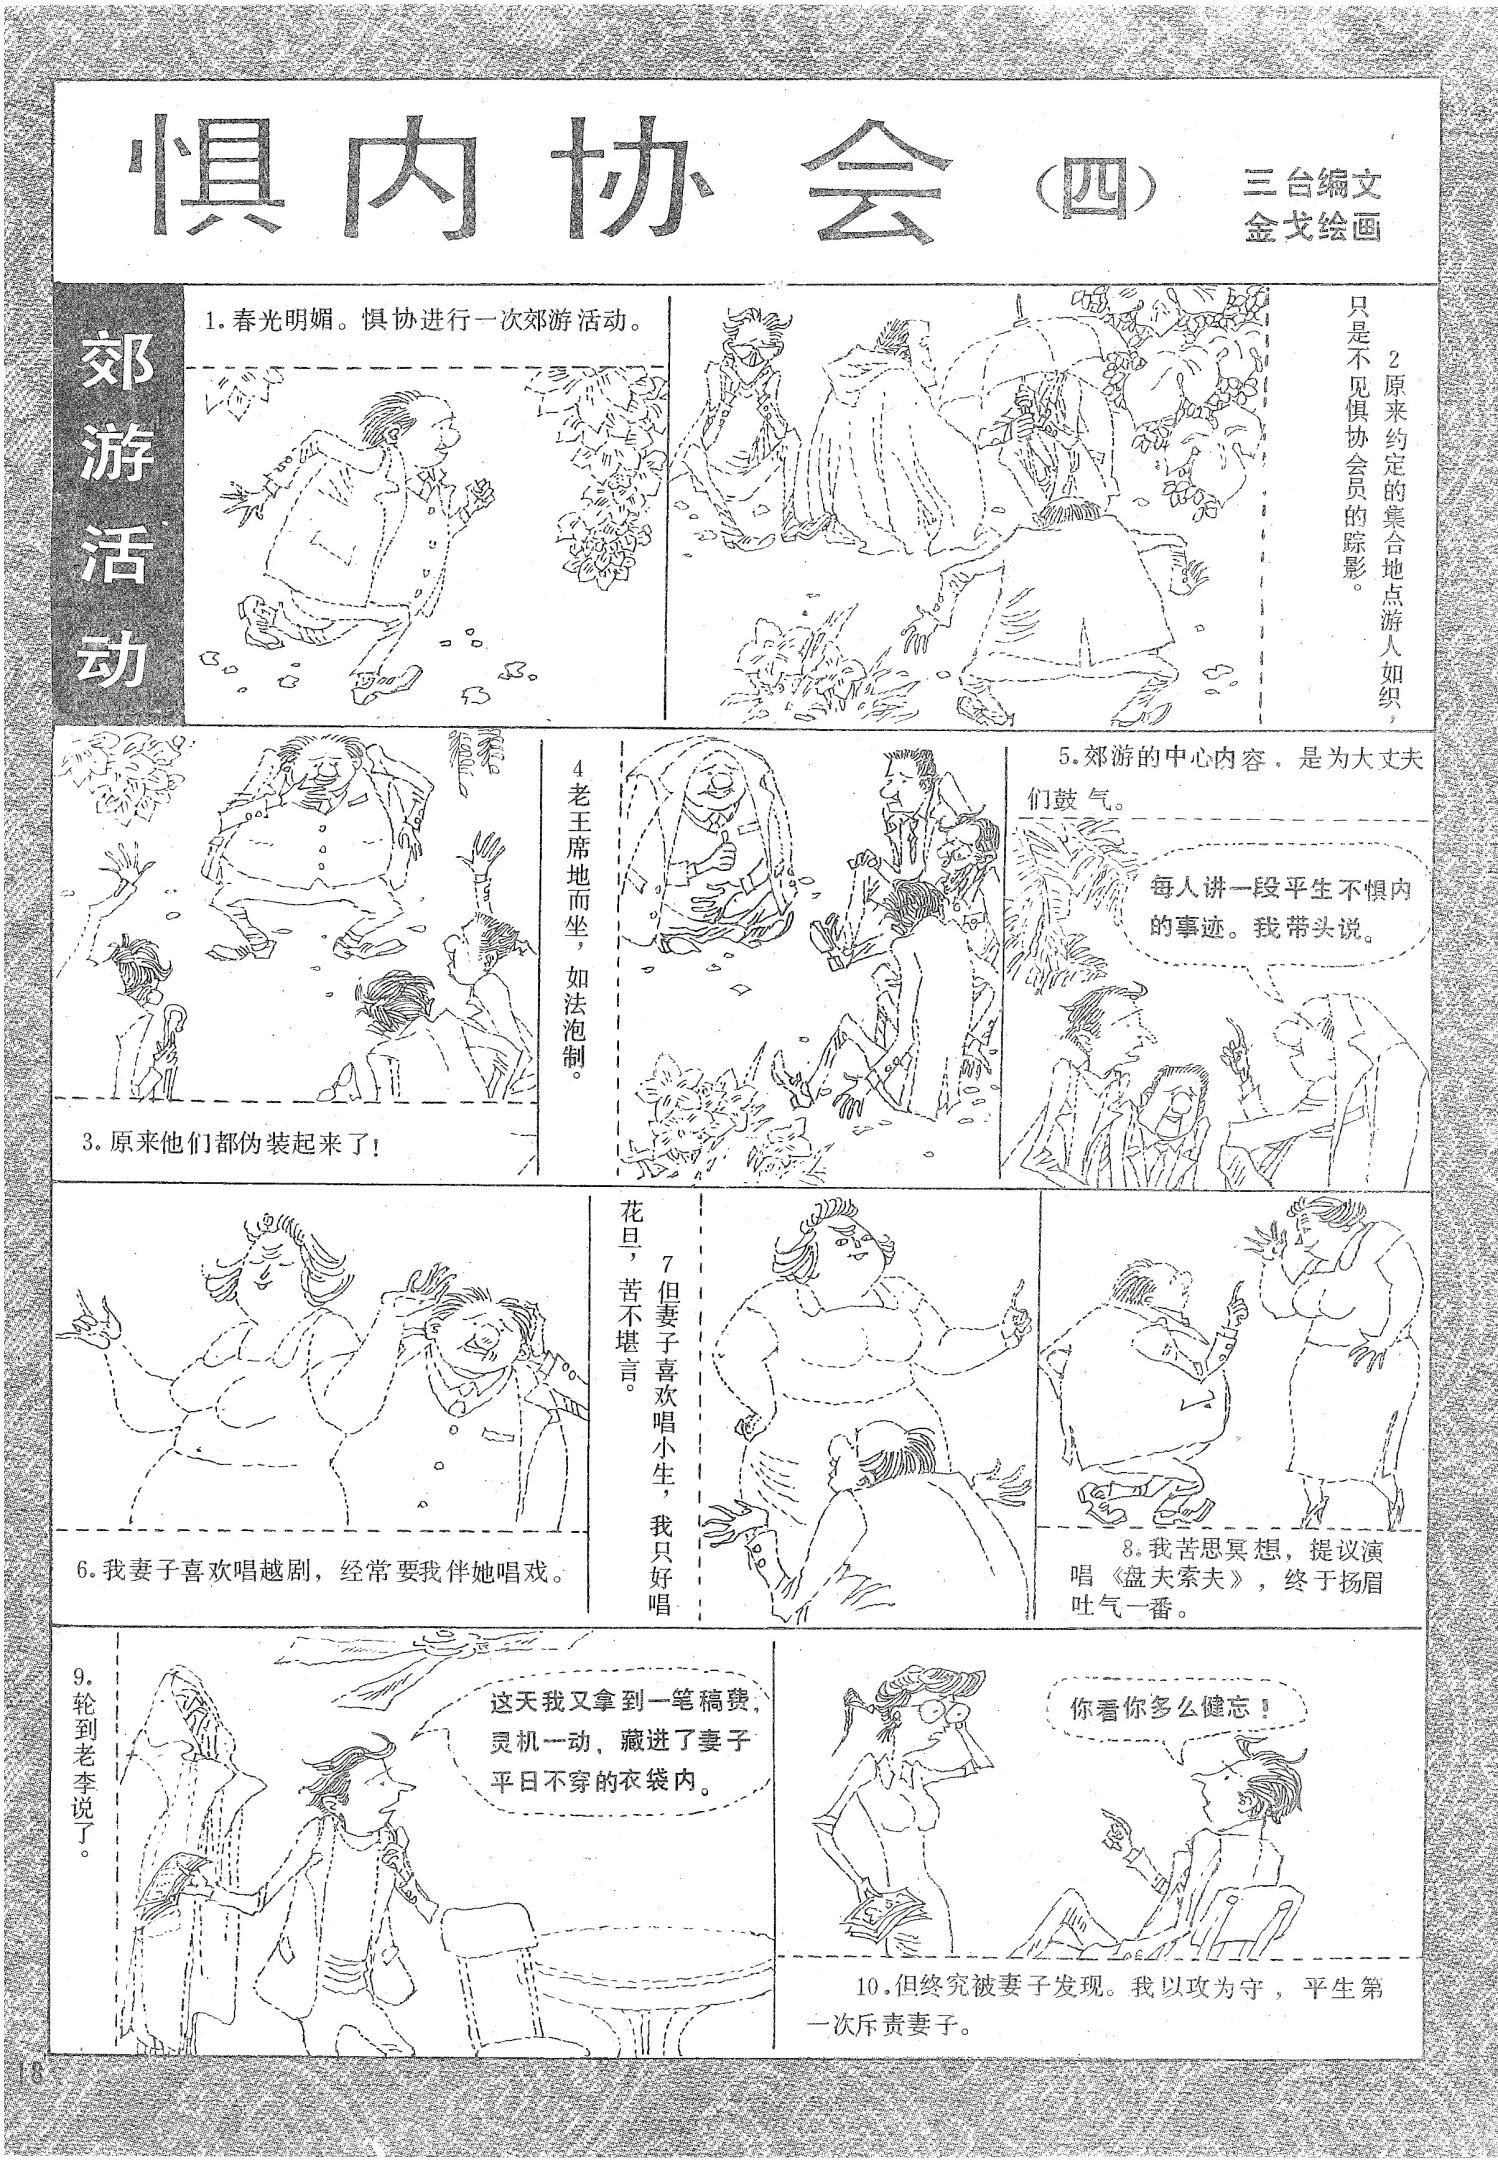 惧内协会（四）
三台编文
金戈绘画
郊游活动
1.春光明媚。惧协进行一次郊游活动。
2原来约定的集合地点游人如织，
只是不见惧协会员的踪影。
3.原来他们都伪装起来了！
4老王席地而坐，如法泡制。
5.郊游的中心内容，是为大丈夫
们鼓气。
每人讲一段平生不惧内
的事迹。我带头说。
6.我妻子喜欢唱越剧，经常要我伴她唱戏。
7但妻子喜欢唱小生，我只好唱
花旦，苦不堪言。
8.我苦思冥想，提议演
唱《盘夫索夫》，终于扬眉
吐气一番。
9.轮到老李说了。
这天我又拿到一笔稿费，
灵机一动，藏进了妻子
平日不穿的衣袋内。
你看你多么健忘！
10.但终究被妻子发现。我以攻为守，平生第
一次斥责妻子。
18